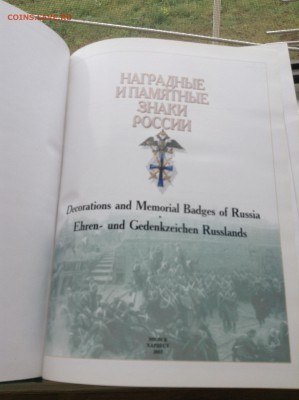 COINS.SU
НАГРАДНЫЕ
И ПАМЯТНЫЕ
ЗНАКИ
РОССИИ
Decorations and Memorial Badges of Russia
Ehren- und Gedenkzeichen Russlands